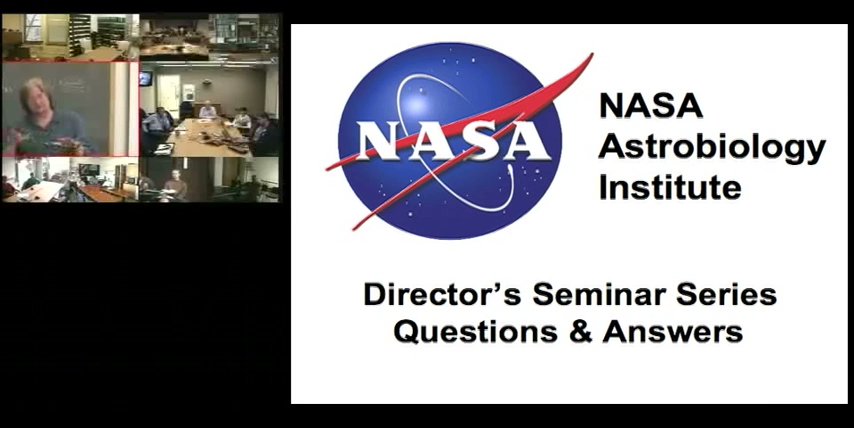 NASA
NASA
Astrobiology
Institute
Director's Seminar Series
Questions & Answers